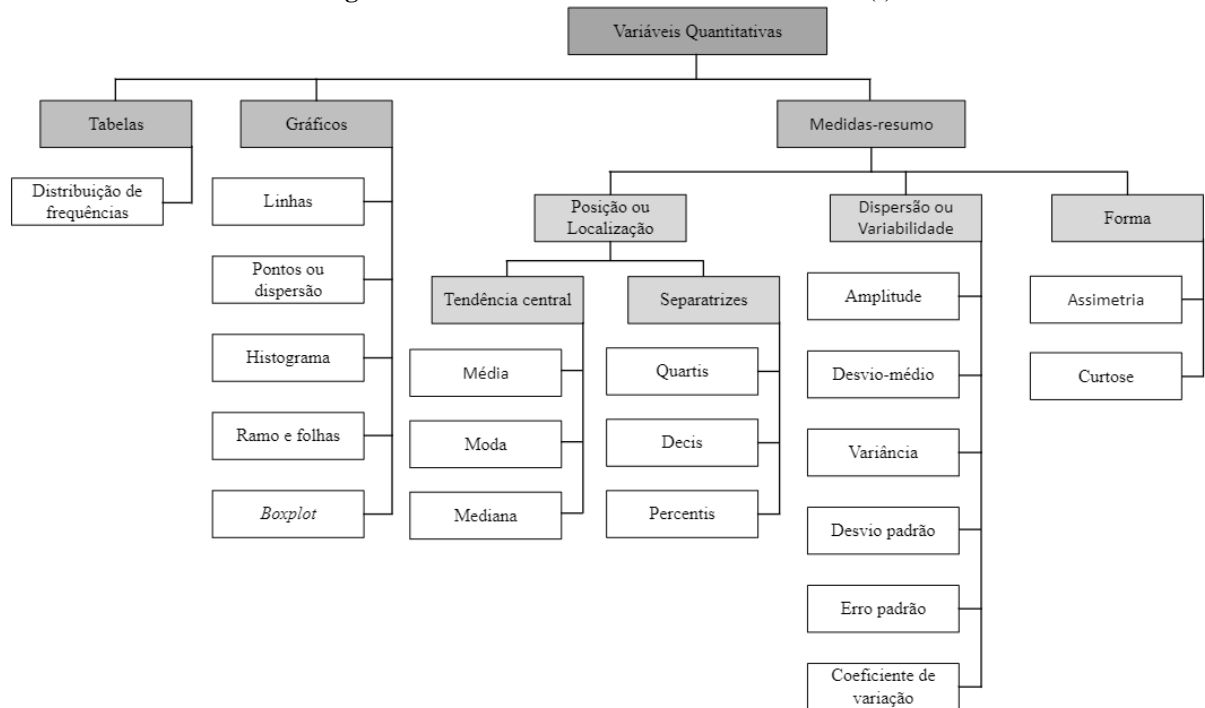 Variáveis Quantitativas
Tabelas
Gráficos
Medidas-resumo
Distribuição de
frequências
Linhas
Pontos ou
dispersão
Histograma
Ramo e folhas
Boxplot
Posição ou
Localização
Dispersão ou
Variabilidade
Forma
Tendência central
Separatrizes
Média
Moda
Mediana
Quartis
Decis
Percentis
Amplitude
Desvio-médio
Variância
Desvio padrão
Erro padrão
Coeficiente de
variação
Assimetria
Curtose